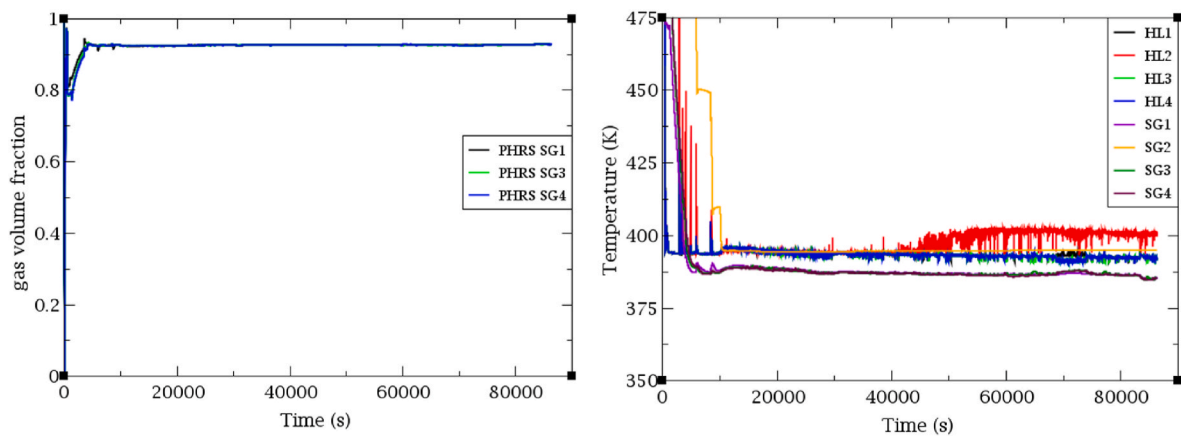 gas volume fraction
1
0.8
0.6
0.4
0.2
0
0
20000
40000
60000
80000
Time (s)
PHRS SG1
PHRS SG3
PHRS SG4
Temperature (K)
475
450
425
400
375
350
0
20000
40000
60000
80000
Time (s)
HL1
HL2
HL3
HL4
SG1
SG2
SG3
SG4